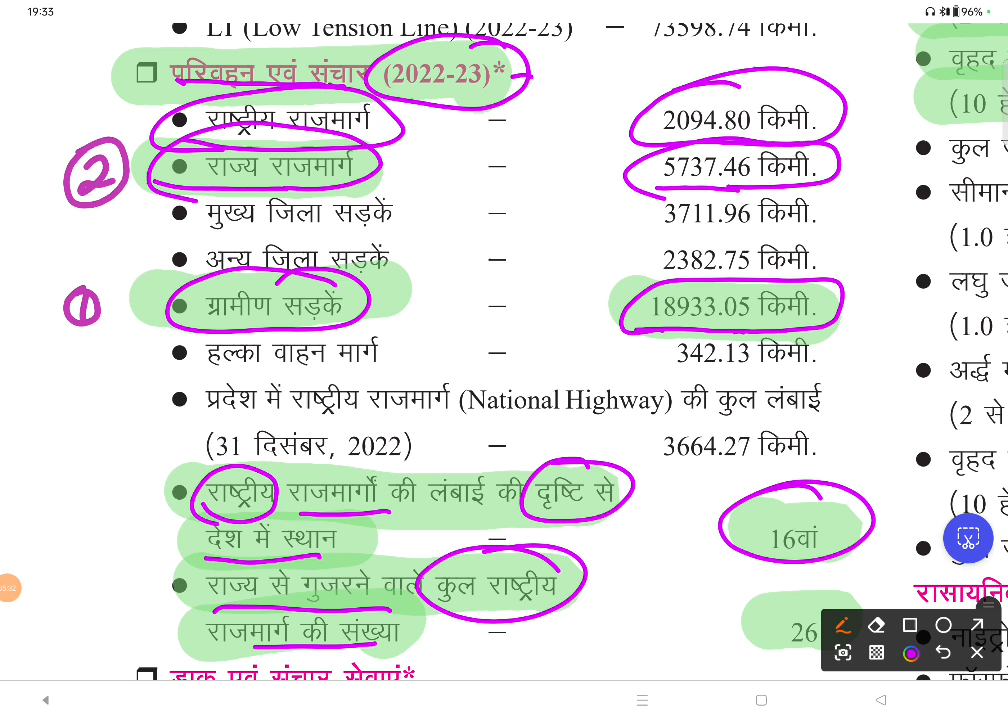 19:33
96%
LT (Low Tension Line) (2022-23) – 73598.74 किमी.
❒ परिवहन एवं संचार (2022-23)*
② • राष्ट्रीय राजमार्ग – 2094.80 किमी.
• राज्य राजमार्ग – 5737.46 किमी.
• मुख्य जिला सड़कें – 3711.96 किमी.
• अन्य जिला सड़कें – 2382.75 किमी.
① • ग्रामीण सड़कें – 18933.05 किमी.
• हल्का वाहन मार्ग – 342.13 किमी.
• प्रदेश में राष्ट्रीय राजमार्ग (National Highway) की कुल लंबाई
(31 दिसंबर, 2022) – 3664.27 किमी.
• राष्ट्रीय राजमार्गों की लंबाई की दृष्टि से
देश में स्थान – 16वां
• राज्य से गुजरने वाले कुल राष्ट्रीय
राजमार्ग की संख्या – 26
❒ डाक एवं संचार सेवाएं*
• वृहद
(10
• कुल
•
(1.0
• लघु
(1.0
• अर्द्ध
(2 से
• वृहद
(10